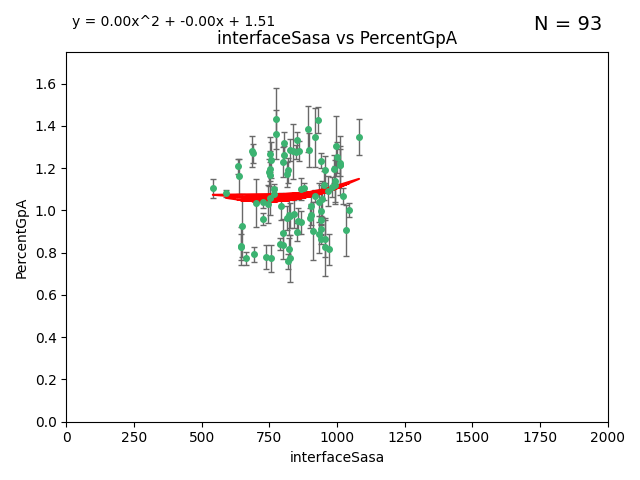 y = 0.00x^2 + -0.00x + 1.51
N = 93
interfaceSasa vs PercentGpA
PercentGpA
1.6
1.4
1.2
1.0
0.8
0.6
0.4
0.2
0.0
0 250 500 750 1000 1250 1500 1750 2000
interfaceSasa